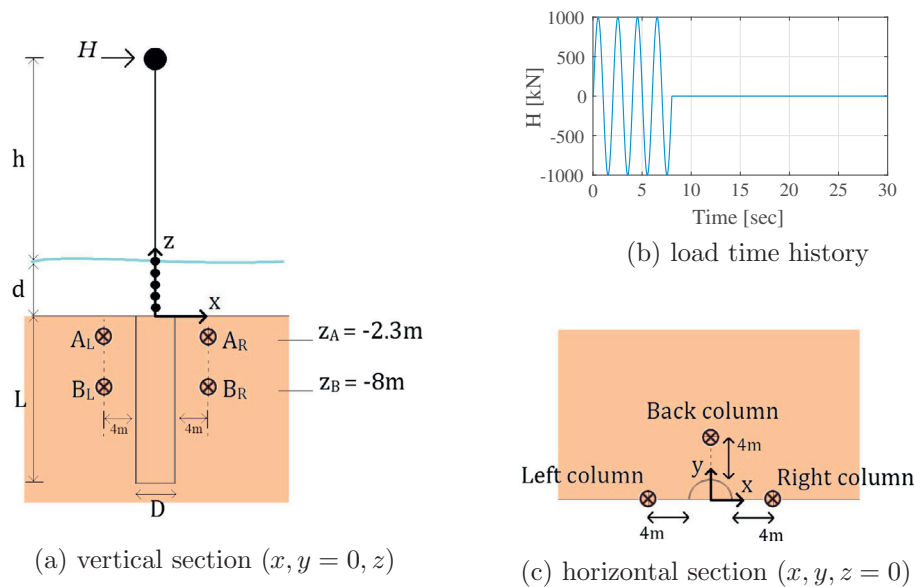 H
h
z
d
x
A_L
A_R
z_A = -2.3m
B_L
B_R
z_B = -8m
L
4m
4m
D
(a) vertical section (x, y = 0, z)
1000
500
0
-500
-1000
H [kN]
0 5 10 15 20 25 30
Time [sec]
(b) load time history
Back column
4m
Left column
y
x
Right column
4m
4m
(c) horizontal section (x, y, z = 0)